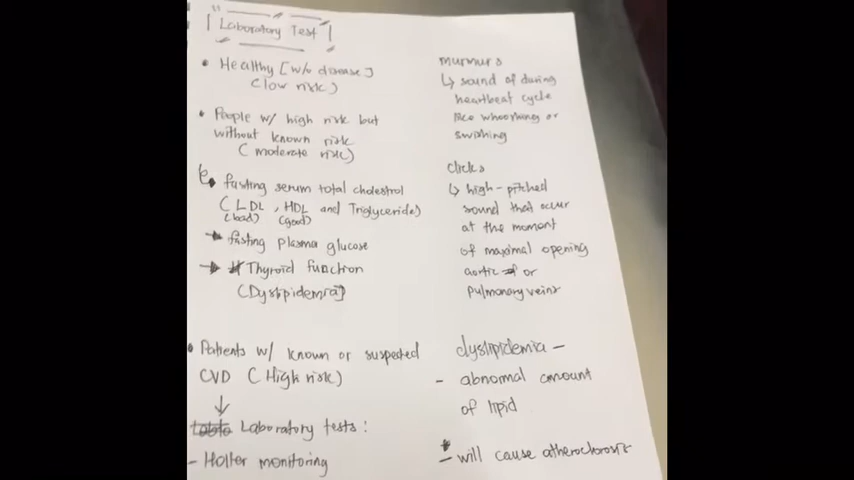 Laboratory Test
• Healthy [w/o disease]
(low risk)
• People w/ high risk but
without known risk
(moderate risk)
fasting serum total cholestrol
(LDL, HDL and Triglyceride)
(bad) (good)
→ fasting plasma glucose
→ Thyroid function
(Dyslipidemia)
• Patients w/ known or suspected
CVD (High risk)
↓
Laboratory tests:
- Holter monitoring
murmurs
↳ sound of during
heartbeat cycle
like whooshing or
swishing
clicks
↳ high-pitched
sound that occur
at the moment
of maximal opening
aortic or
pulmonary veins
dyslipidemia -
- abnormal amount
of lipid
- will cause atherochorosis